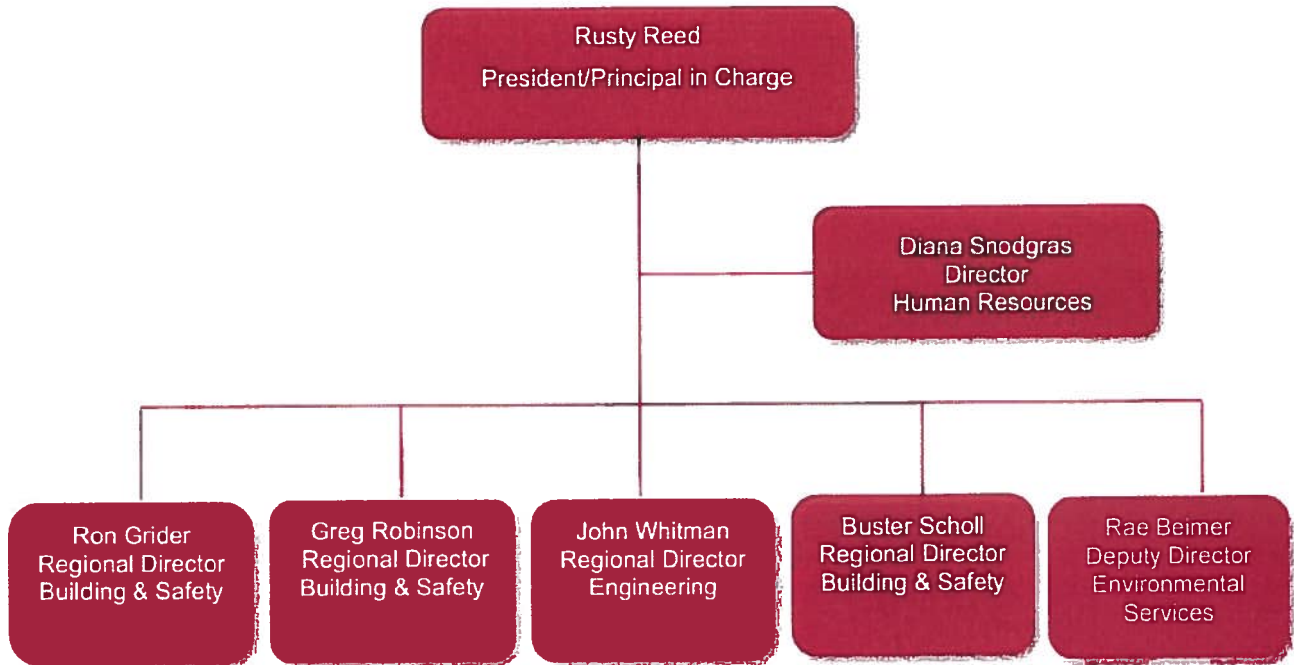 Rusty Reed
President/Principal in Charge
Diana Snodgras
Director
Human Resources
Ron Grider
Regional Director
Building & Safety
Greg Robinson
Regional Director
Building & Safety
John Whitman
Regional Director
Engineering
Buster Scholl
Regional Director
Building & Safety
Rae Beimer
Deputy Director
Environmental
Services